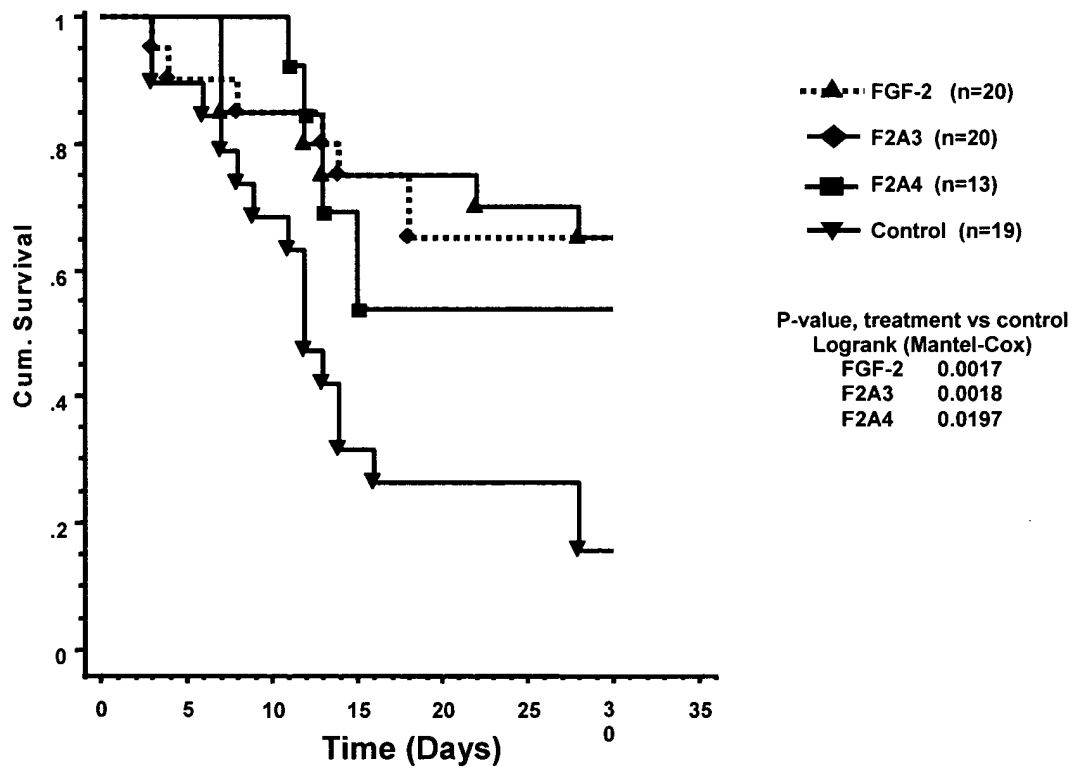 1
.8
.6
.4
.2
0
Cum. Survival
0 5 10 15 20 25 3 35
0
Time (Days)
FGF-2 (n=20)
F2A3 (n=20)
F2A4 (n=13)
Control (n=19)
P-value, treatment vs control
Logrank (Mantel-Cox)
FGF-2 0.0017
F2A3 0.0018
F2A4 0.0197